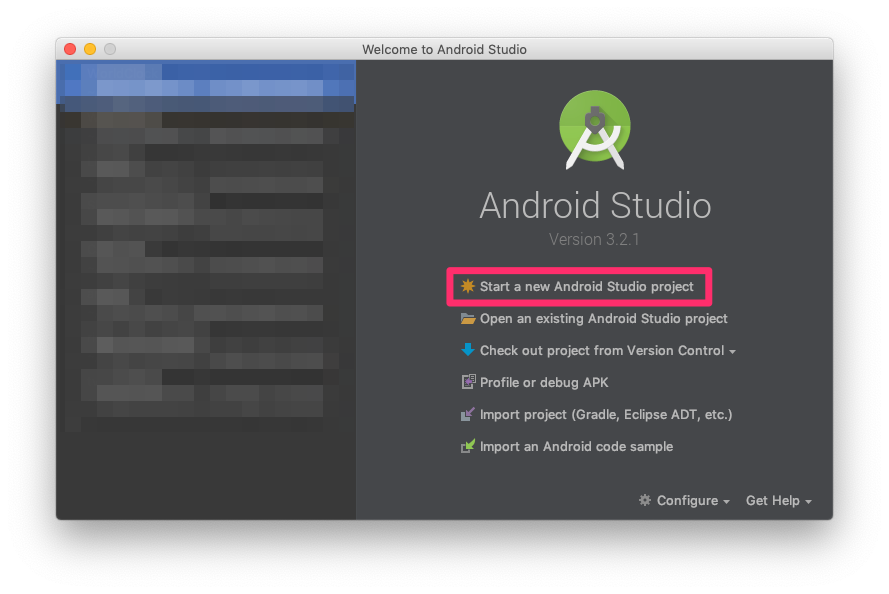 Welcome to Android Studio
Android Studio
Version 3.2.1
Start a new Android Studio project
Open an existing Android Studio project
Check out project from Version Control
Profile or debug APK
Import project (Gradle, Eclipse ADT, etc.)
Import an Android code sample
Configure Get Help